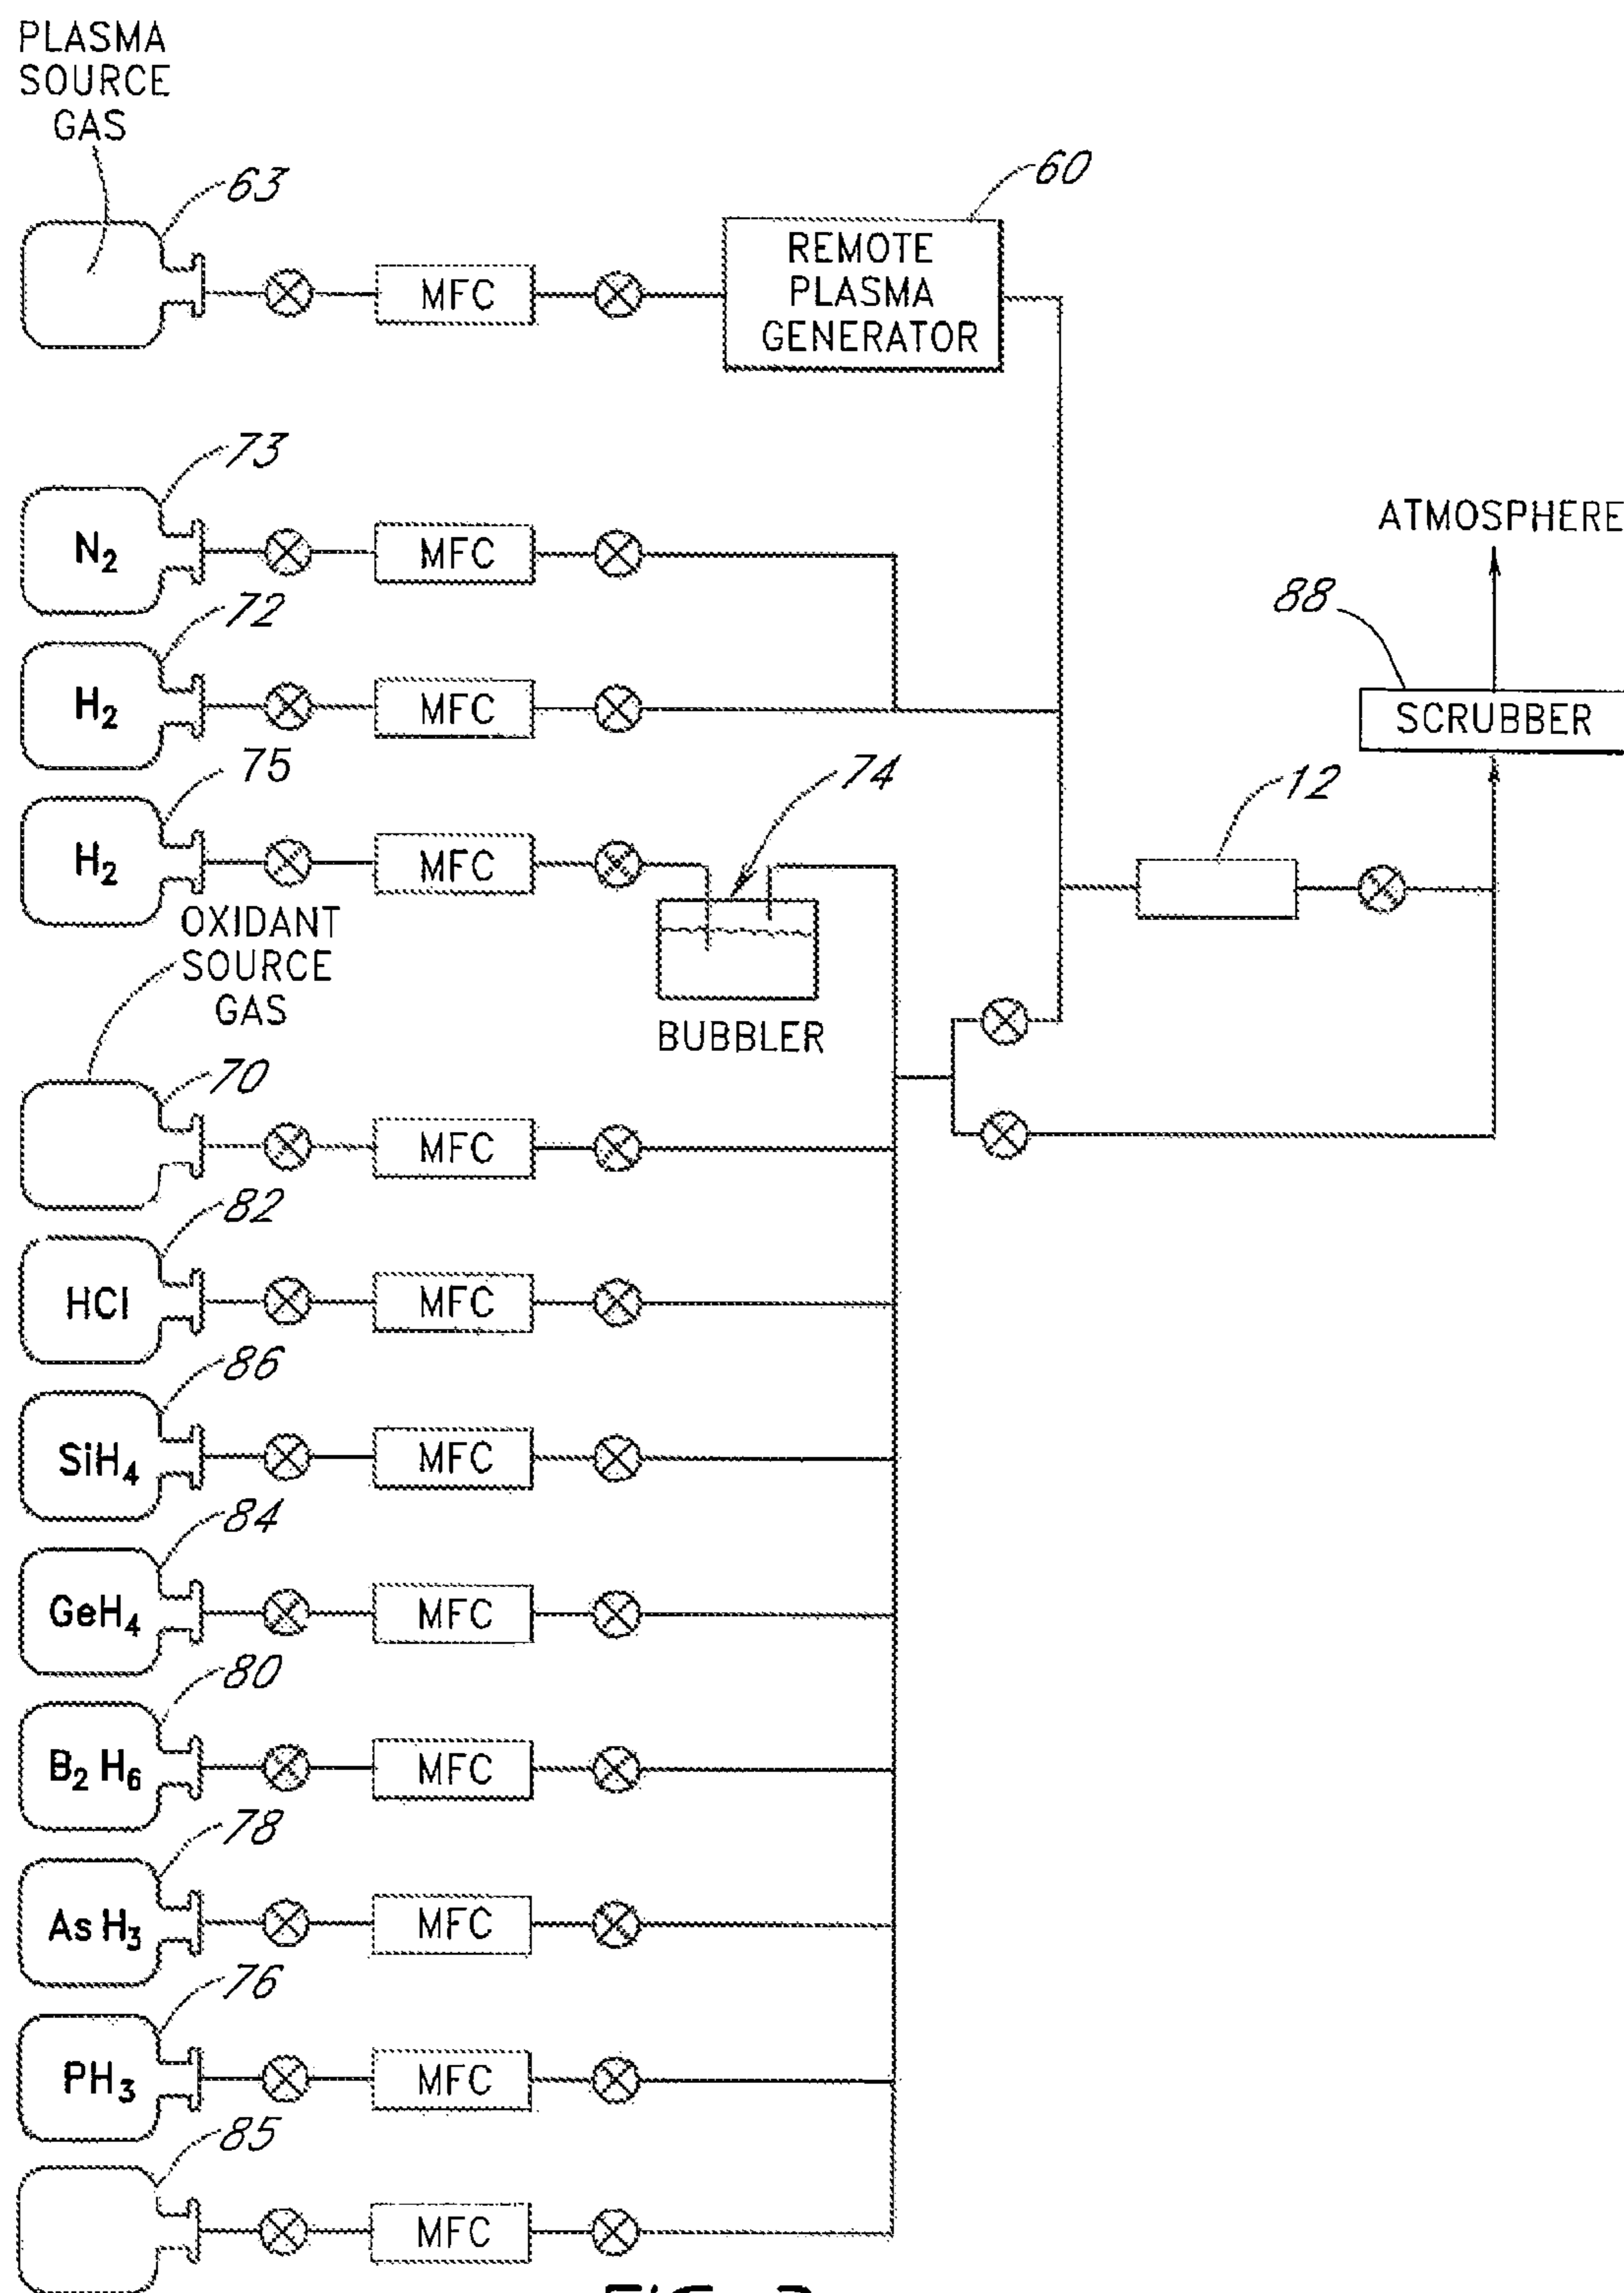 PLASMA
SOURCE
GAS
63
60
MFC
REMOTE
PLASMA
GENERATOR
73
N2
MFC
ATMOSPHERE
88
72
H2
MFC
SCRUBBER
75
H2
MFC
74
12
OXIDANT
SOURCE
GAS
BUBBLER
70
MFC
82
HCl
MFC
86
SiH4
MFC
84
GeH4
MFC
80
B2 H6
MFC
78
As H3
MFC
76
PH3
MFC
85
MFC